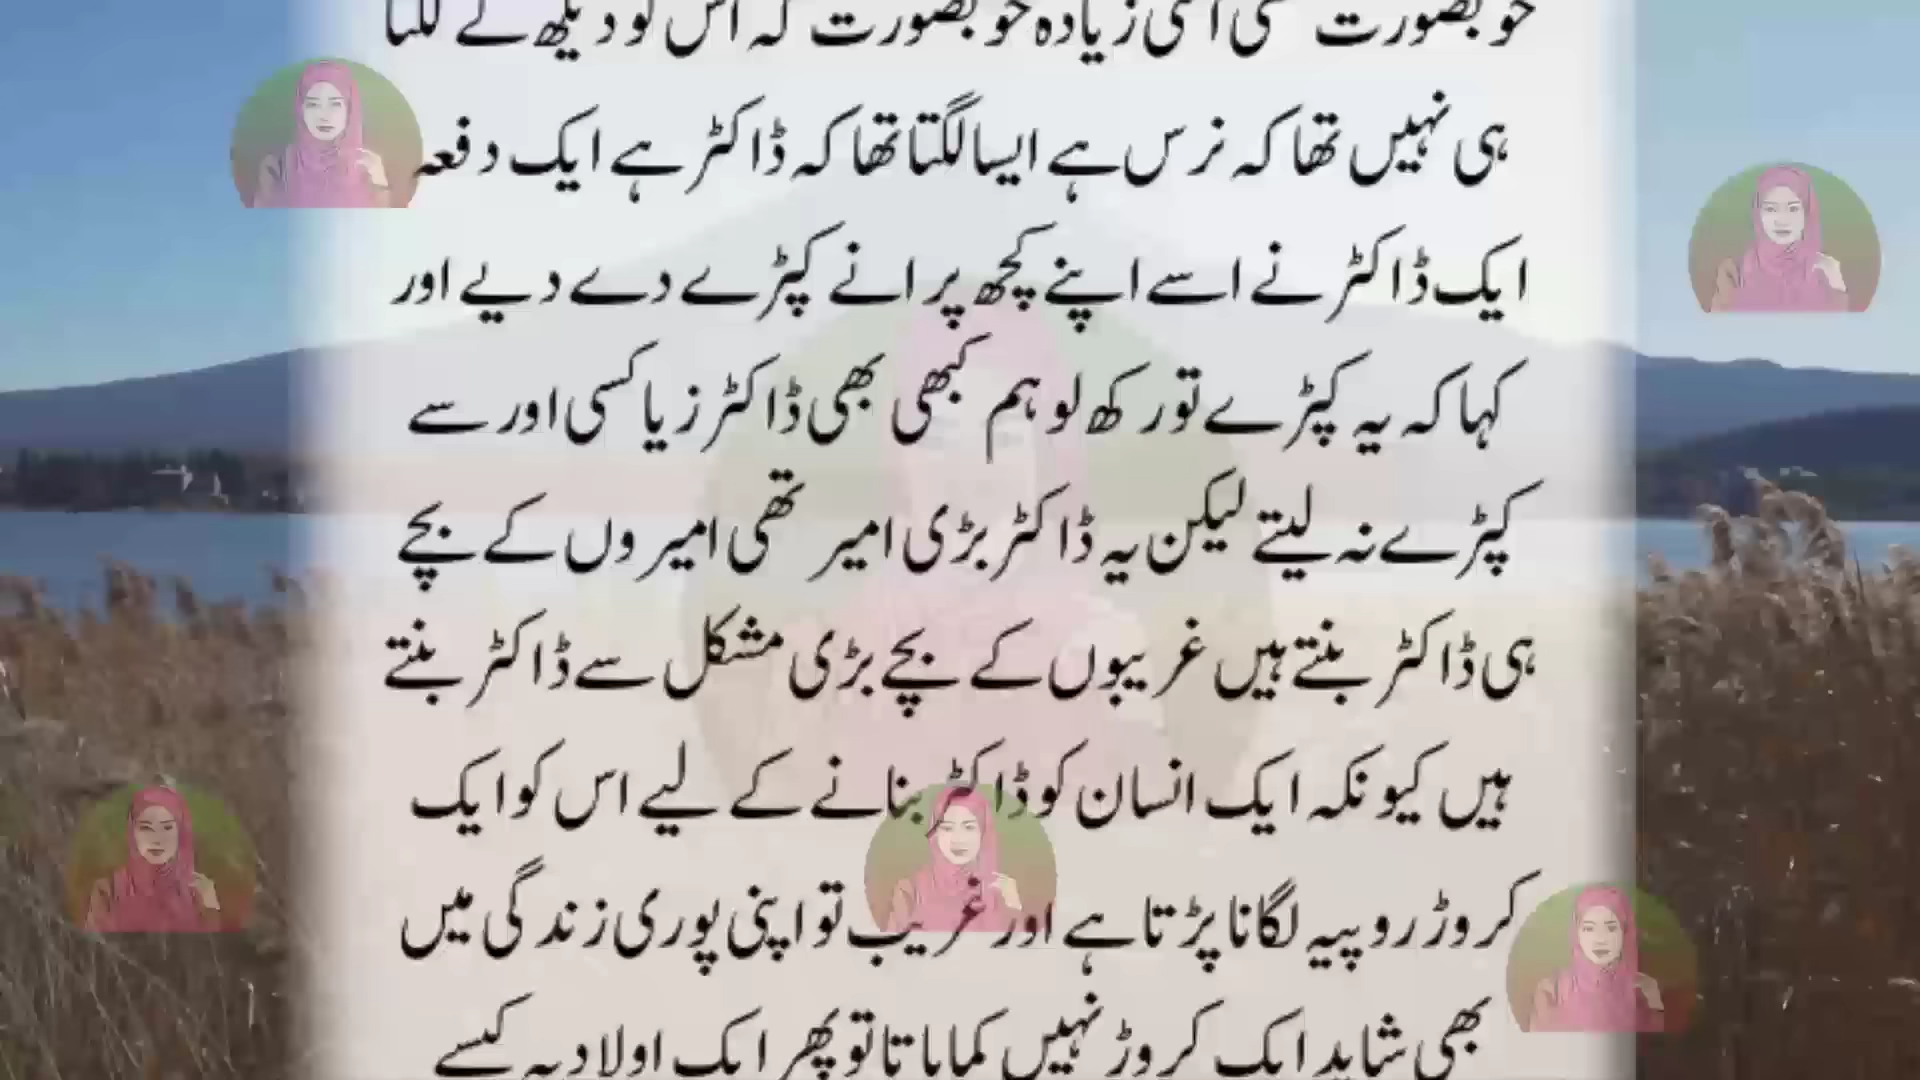 خوبصورت تھی اتنی زیادہ خوبصورت کہ اس کو دیکھ کے لگتا
ہی نہیں تھا کہ نرس ہے ایسا لگتا تھا کہ ڈاکٹر ہے ایک دفعہ
ایک ڈاکٹر نے اسے اپنے کچھ پرانے کپڑے دے دیے اور
کہا کہ یہ کپڑے تو رکھ لو ہم کبھی بھی ڈاکٹرز یا کسی اور سے
کپڑے نہ لیتے لیکن یہ ڈاکٹر بڑی امیر تھی امیروں کے بچے
ہی ڈاکٹر بنتے ہیں غریبوں کے بچے بڑی مشکل سے ڈاکٹر بنتے
ہیں کیونکہ ایک انسان کو ڈاکٹر بنانے کے لیے اس کو ایک
کروڑ روپیہ لگانا پڑتا ہے اور غریب تو اپنی پوری زندگی میں
بھی شاید ایک کروڑ نہیں کما پاتا تو پھر ایک اولاد پہ کیسے